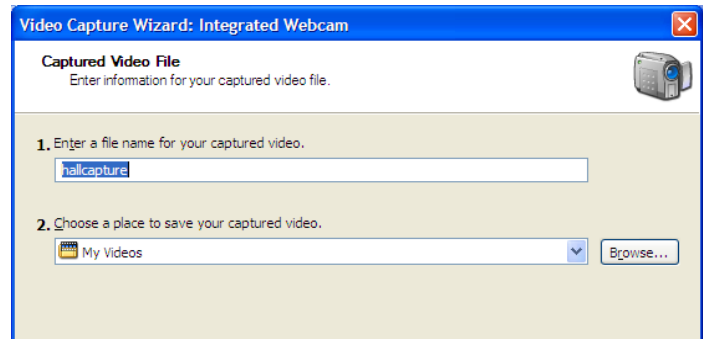 Video Capture Wizard: Integrated Webcam
Captured Video File
Enter information for your captured video file.
1. Enter a file name for your captured video.
hallcapture
2. Choose a place to save your captured video.
My Videos
Browse...